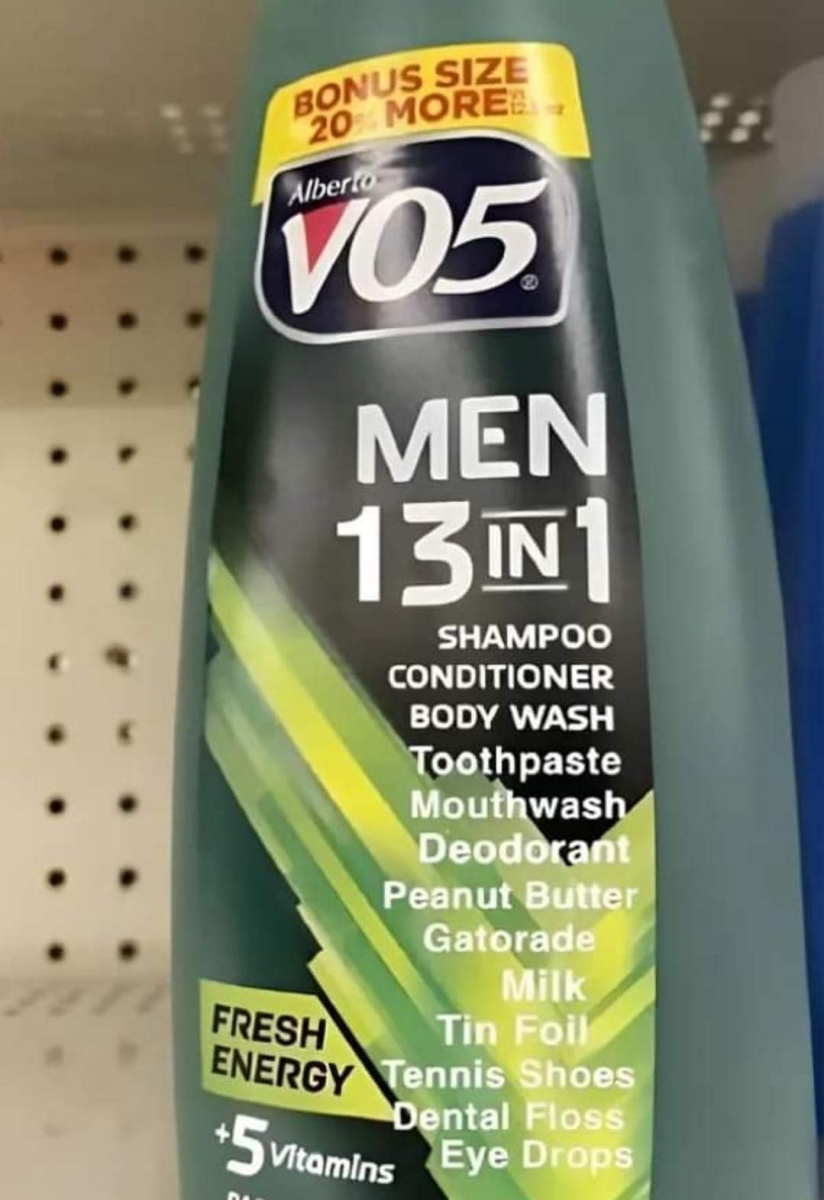 BONUS SIZE
20% MORE
Alberto
VO5®
MEN
13 IN 1
SHAMPOO
CONDITIONER
BODY WASH
Toothpaste
Mouthwash
Deodorant
Peanut Butter
Gatorade
Milk
Tin Foil
Tennis Shoes
Dental Floss
Eye Drops
FRESH
ENERGY
+5 Vitamins